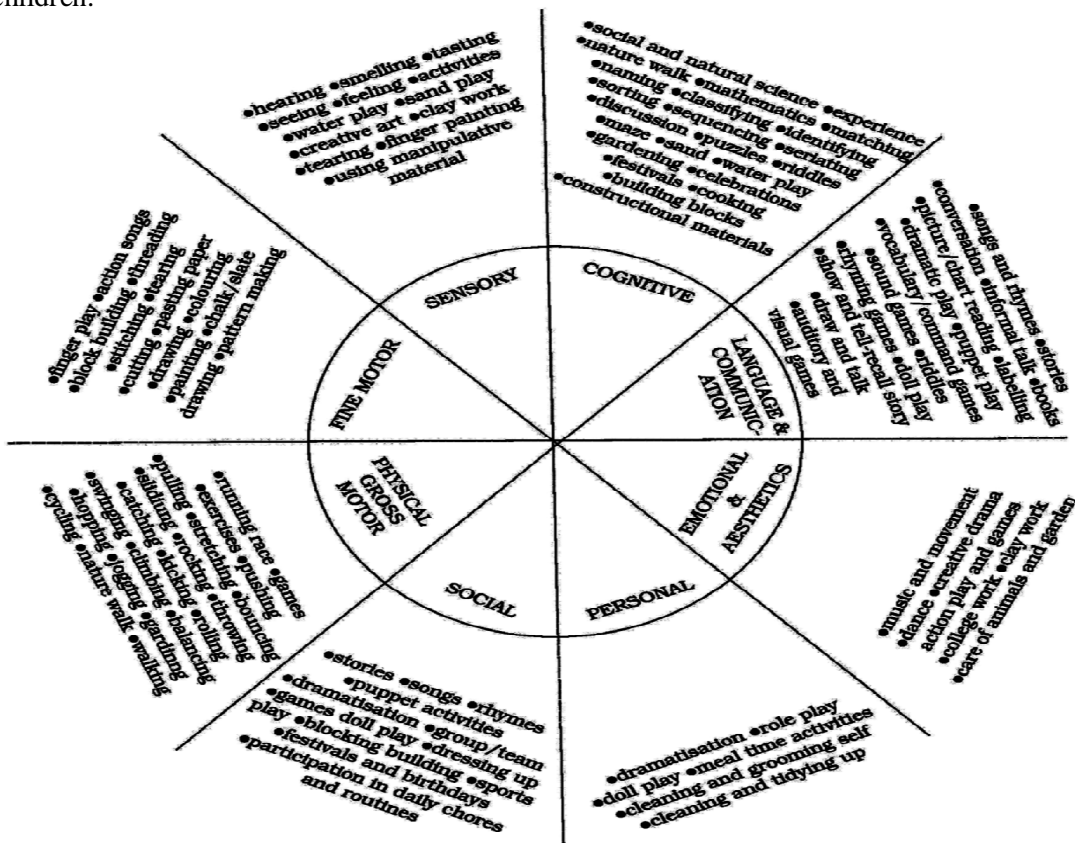 children.
●hearing ●smelling ●tasting
●seeing ●feeling ●activities
●water play ●sand play
●creative art ●clay work
●tearing ●finger painting
●using manipulative
material
●social and natural science ●experience
●nature walk ●mathematics ●matching
●naming ●classifying ●identifying
●sorting ●sequencing ●seriating
●discussion ●puzzles ●riddles
●maze ●sand ●water play
●gardening ●celebrations
●festivals ●cooking
●building blocks
●constructional materials
●songs and rhymes ●stories
●conversation ●informal talk ●books
●picture/chart reading ●labelling
●dramatic play ●puppet play
●vocabulary/command games
●sound games ●riddles
●rhyming games ●doll play
●show and tell-recall story
●draw and talk
●auditory and
visual games
●finger play ●action songs
●block building ●threading
●stitching ●tearing
●cutting ●pasting paper
●drawing ●colouring
●painting ●chalk/slate
drawing ●pattern making
SENSORY
COGNITIVE
FINE MOTOR
LANGUAGE &
COMMUNIC-
ATION
PHYSICAL
GROSS
MOTOR
EMOTIONAL
&
AESTHETICS
SOCIAL
PERSONAL
●running race ●games
●exercises ●pushing
●pulling ●stretching ●bouncing
●slidiung ●rocking ●throwing
●catching ●kicking ●rolling
●swinging ●climbing ●balancing
●hopping ●jogging ●gardinng
●cycling ●nature walk ●walking
●music and movement
●dance ●creative drama
action play and games
●college work ●clay work
●care of animals and garden
●stories ●songs ●rhymes
●puppet activities
●dramatisation ●group/team
●games doll play ●dressing up
play ●blocking building ●sports
●festivals and birthdays
●participation in daily chores
and routines
●dramatisation ●role play
●doll play ●meal time activities
●cleaning and grooming self
●cleaning and tidying up